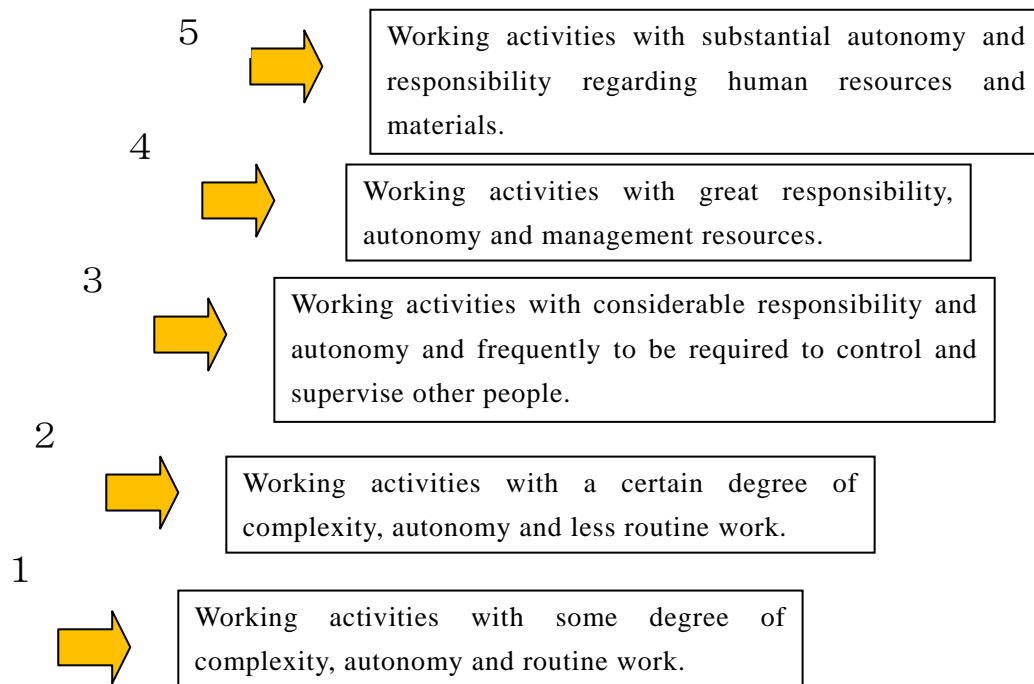 5
Working activities with substantial autonomy and
responsibility regarding human resources and
materials.
4
Working activities with great responsibility,
autonomy and management resources.
3
Working activities with considerable responsibility and
autonomy and frequently to be required to control and
supervise other people.
2
Working activities with a certain degree of
complexity, autonomy and less routine work.
1
Working activities with some degree of
complexity, autonomy and routine work.